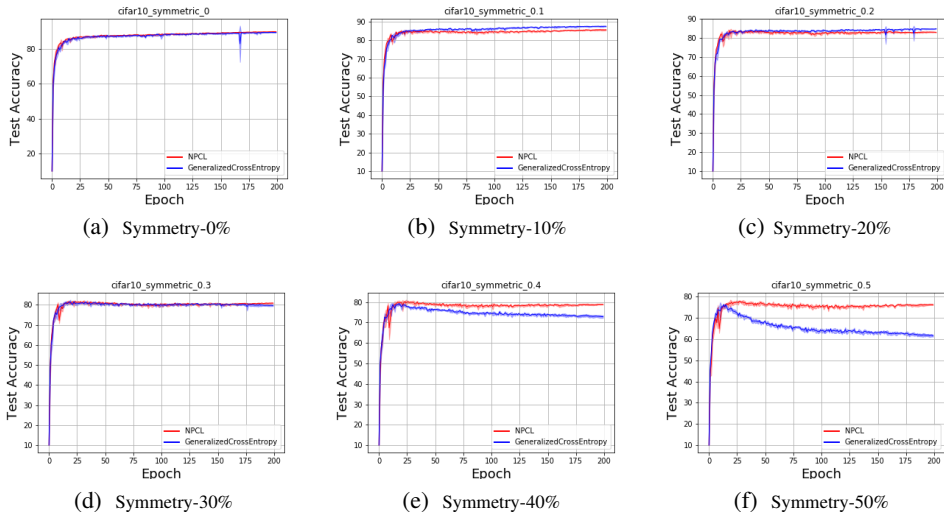 cifar10_symmetric_0
Test Accuracy
80
60
40
20
0 25 50 75 100 125 150 175 200
Epoch
NPCL
GeneralizedCrossEntropy
(a) Symmetry-0%
cifar10_symmetric_0.1
Test Accuracy
90
80
70
60
50
40
30
20
10
0 25 50 75 100 125 150 175 200
Epoch
NPCL
GeneralizedCrossEntropy
(b) Symmetry-10%
cifar10_symmetric_0.2
Test Accuracy
90
80
70
60
50
40
30
20
10
0 25 50 75 100 125 150 175 200
Epoch
NPCL
GeneralizedCrossEntropy
(c) Symmetry-20%
cifar10_symmetric_0.3
Test Accuracy
80
70
60
50
40
30
20
10
0 25 50 75 100 125 150 175 200
Epoch
NPCL
GeneralizedCrossEntropy
(d) Symmetry-30%
cifar10_symmetric_0.4
Test Accuracy
80
70
60
50
40
30
20
10
0 25 50 75 100 125 150 175 200
Epoch
NPCL
GeneralizedCrossEntropy
(e) Symmetry-40%
cifar10_symmetric_0.5
Test Accuracy
80
70
60
50
40
30
20
10
0 25 50 75 100 125 150 175 200
Epoch
NPCL
GeneralizedCrossEntropy
(f) Symmetry-50%